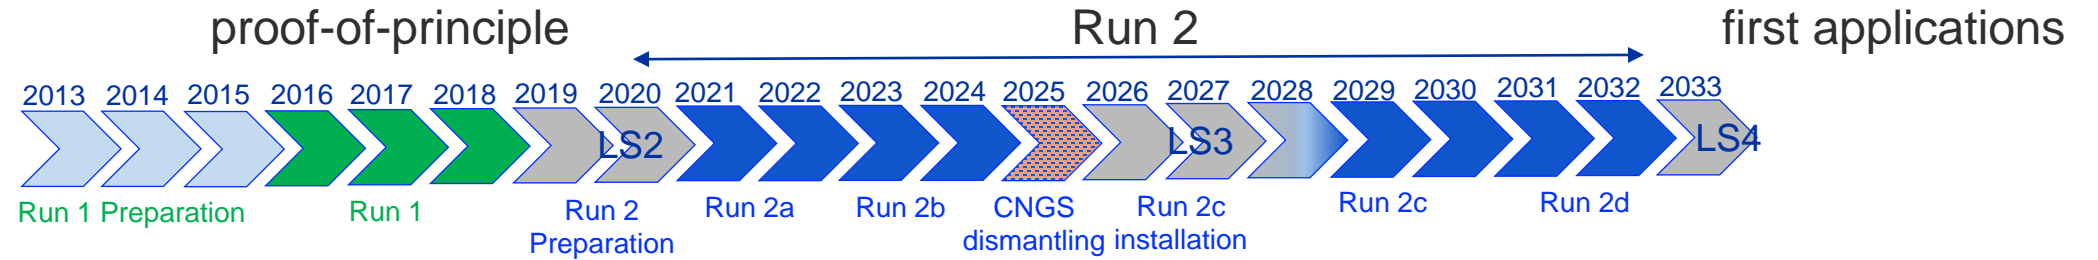 proof-of-principle Run 2 first applications
2013 2014 2015 2016 2017 2018 2019 2020 2021 2022 2023 2024 2025 2026 2027 2028 2029 2030 2031 2032 2033
LS2 LS3 LS4
Run 1 Preparation Run 1 Run 2 Run 2a Run 2b CNGS Run 2c Run 2c Run 2d
Preparation dismantling installation